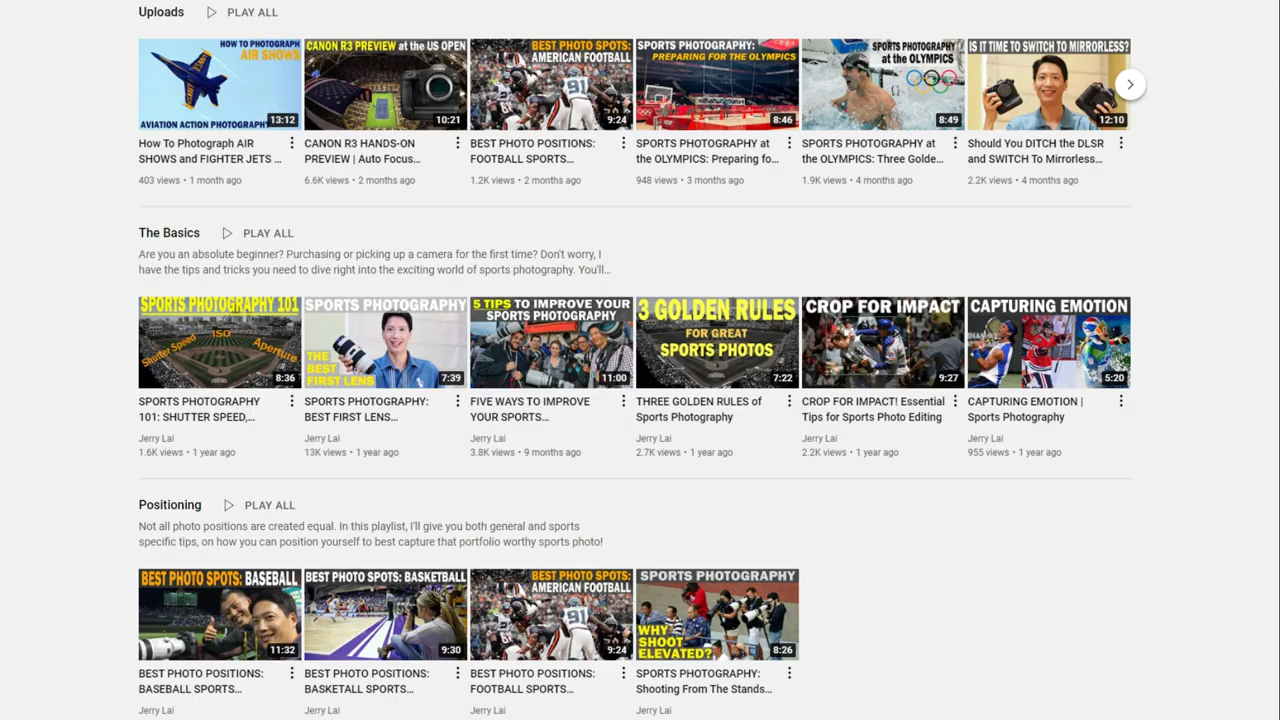 Uploads
PLAY ALL
HOW TO PHOTOGRAPH
AIR SHOWS
AVIATION ACTION PHOTOGRAPHY
13:12
CANON R3 PREVIEW at the US OPEN
10:21
BEST PHOTO SPOTS:
AMERICAN FOOTBALL
91
9:24
SPORTS PHOTOGRAPHY:
PREPARING FOR THE OLYMPICS
8:46
SPORTS PHOTOGRAPHY
at the OLYMPICS
8:49
IS IT TIME TO SWITCH TO MIRRORLESS?
12:10
How To Photograph AIR
SHOWS and FIGHTER JETS ...
403 views • 1 month ago
CANON R3 HANDS-ON
PREVIEW | Auto Focus...
6.6K views • 2 months ago
BEST PHOTO POSITIONS:
FOOTBALL SPORTS...
1.2K views • 2 months ago
SPORTS PHOTOGRAPHY at
the OLYMPICS: Preparing fo...
948 views • 3 months ago
SPORTS PHOTOGRAPHY at
the OLYMPICS: Three Golde...
1.9K views • 4 months ago
Should You DITCH the DLSR
and SWITCH To Mirrorless...
2.2K views • 4 months ago
The Basics
PLAY ALL
Are you an absolute beginner? Purchasing or picking up a camera for the first time? Don't worry, I
have the tips and tricks you need to dive right into the exciting world of sports photography. You'll...
SPORTS PHOTOGRAPHY 101
ISO
Shutter Speed
Aperture
8:36
SPORTS PHOTOGRAPHY
THE
BEST
FIRST LENS
7:39
5 TIPS TO IMPROVE YOUR
SPORTS PHOTOGRAPHY
11:00
3 GOLDEN RULES
FOR GREAT
SPORTS PHOTOS
7:22
CROP FOR IMPACT
9:27
CAPTURING EMOTION
5:20
SPORTS PHOTOGRAPHY
101: SHUTTER SPEED,...
Jerry Lai
1.6K views • 1 year ago
SPORTS PHOTOGRAPHY:
BEST FIRST LENS...
Jerry Lai
13K views • 1 year ago
FIVE WAYS TO IMPROVE
YOUR SPORTS...
Jerry Lai
3.8K views • 9 months ago
THREE GOLDEN RULES of
Sports Photography
Jerry Lai
2.7K views • 1 year ago
CROP FOR IMPACT! Essential
Tips for Sports Photo Editing
Jerry Lai
2.2K views • 1 year ago
CAPTURING EMOTION |
Sports Photography
Jerry Lai
955 views • 1 year ago
Positioning
PLAY ALL
Not all photo positions are created equal. In this playlist, I'll give you both general and sports
specific tips, on how you can position yourself to best capture that portfolio worthy sports photo!
BEST PHOTO SPOTS: BASEBALL
11:32
BEST PHOTO SPOTS: BASKETBALL
9:30
BEST PHOTO SPOTS:
AMERICAN FOOTBALL
91
9:24
SPORTS PHOTOGRAPHY
WHY
SHOOT
ELEVATED?
8:26
BEST PHOTO POSITIONS:
BASEBALL SPORTS...
Jerry Lai
BEST PHOTO POSITIONS:
BASKETALL SPORTS...
Jerry Lai
BEST PHOTO POSITIONS:
FOOTBALL SPORTS...
Jerry Lai
SPORTS PHOTOGRAPHY:
Shooting From The Stands...
Jerry Lai